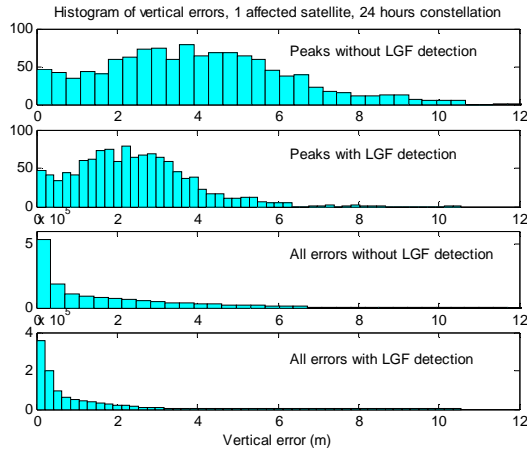 Histogram of vertical errors, 1 affected satellite, 24 hours constellation
100
50
0
Peaks without LGF detection
0 2 4 6 8 10 12
100
50
0
Peaks with LGF detection
0 2 4 6 8 10 12
x 10^5
5
0
All errors without LGF detection
0 2 4 6 8 10 12
x 10^5
4
2
0
All errors with LGF detection
0 2 4 6 8 10 12
Vertical error (m)